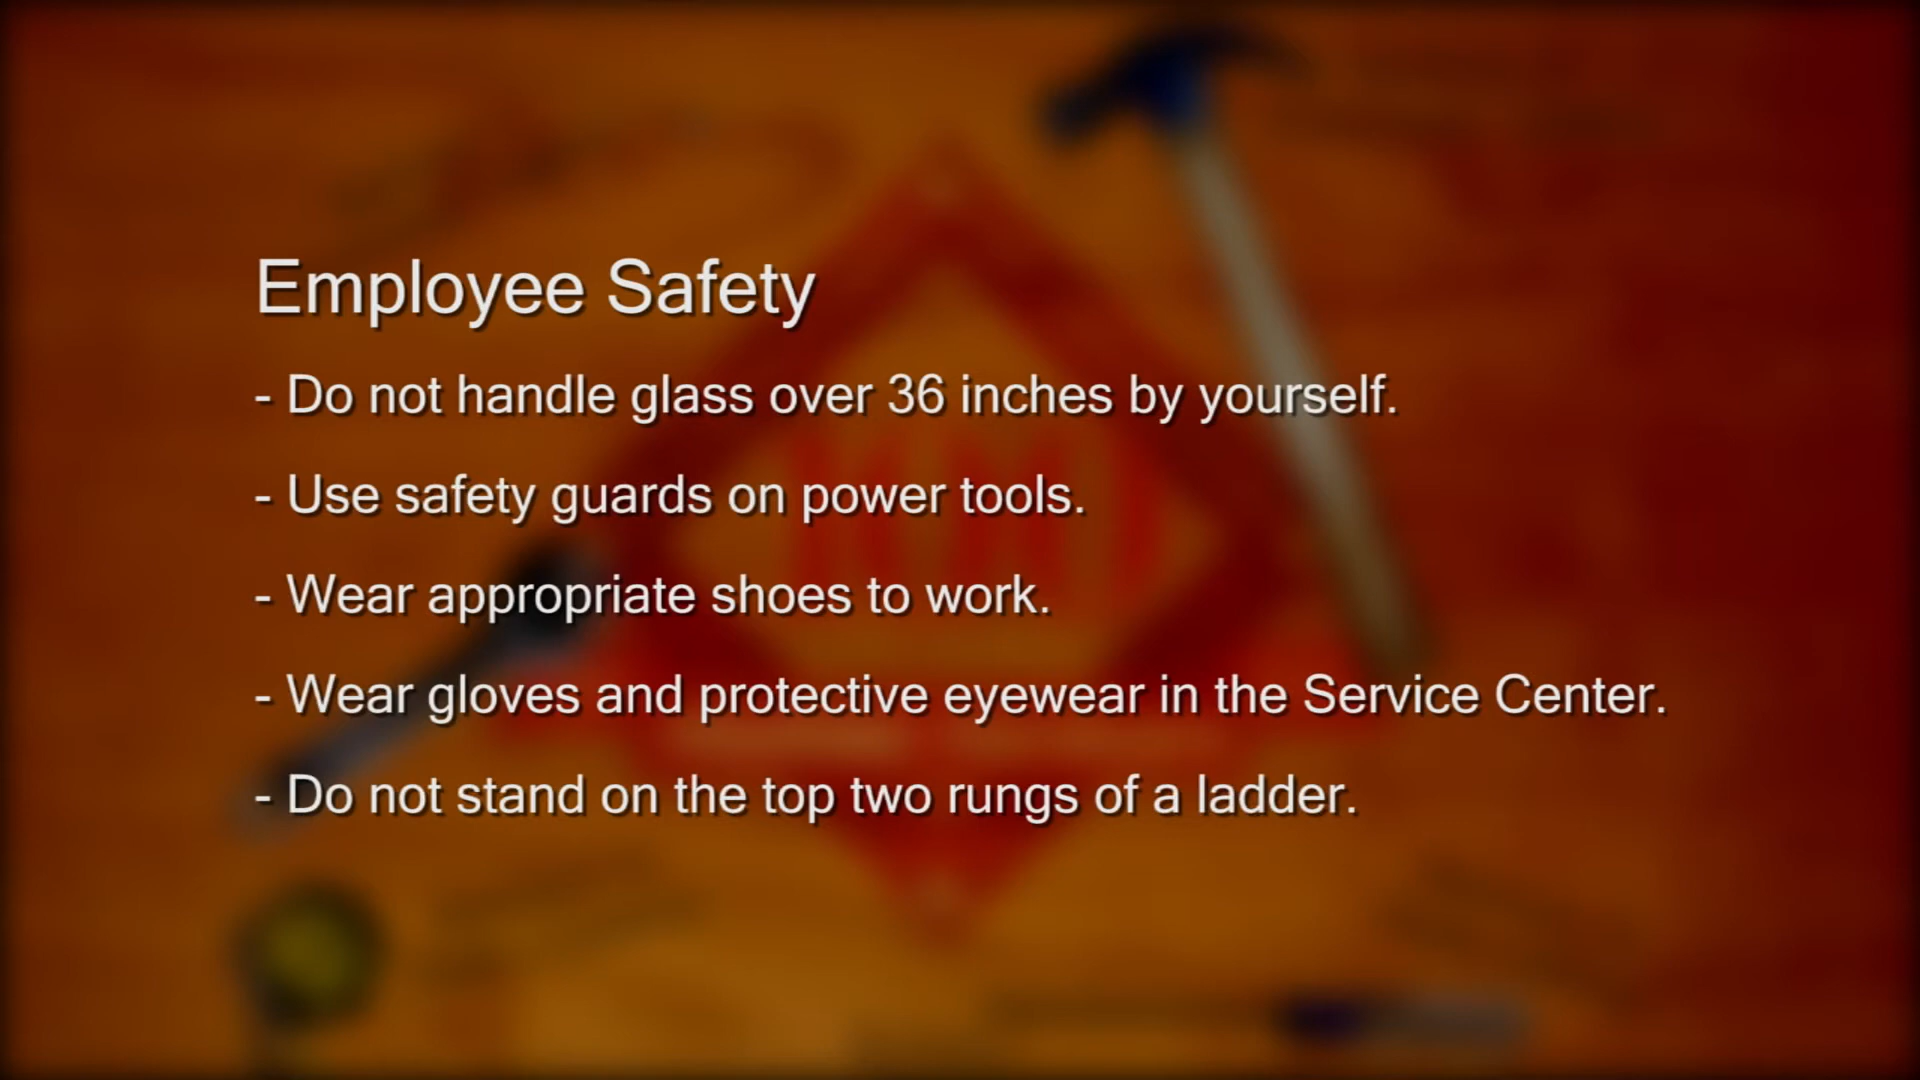 Employee Safety
- Do not handle glass over 36 inches by yourself.
- Use safety guards on power tools.
- Wear appropriate shoes to work.
- Wear gloves and protective eyewear in the Service Center.
- Do not stand on the top two rungs of a ladder.